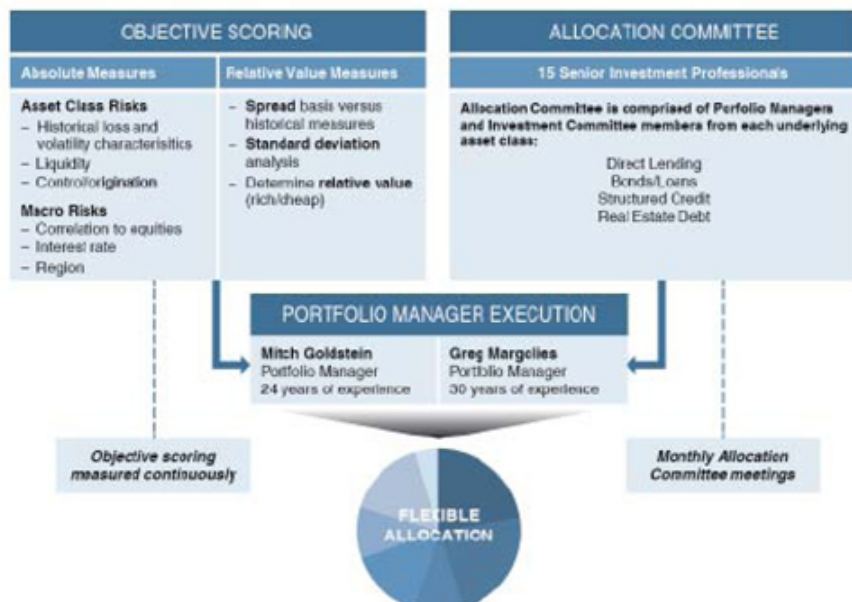 OBJECTIVE SCORING
Absolute Measures
Asset Class Risks
– Historical loss and
volatility characterisitics
– Liquidity
– Control/origination
Macro Risks
– Correlation to equities
– Interest rate
– Region
Relative Value Measures
– Spread basis versus
historical measures
– Standard deviation
analysis
– Determine relative value
(rich/cheap)
ALLOCATION COMMITTEE
15 Senior Investment Professionals
Allocation Committee is comprised of Perfolio Managers
and Investment Committee members from each underlying
asset class:
Direct Lending
Bonds/Loans
Structured Credit
Real Estate Debt
PORTFOLIO MANAGER EXECUTION
Mitch Goldstein
Portfolio Manager
24 years of experience
Greg Margolies
Portfolio Manager
30 years of experience
Objective scoring
measured continuously
Monthly Allocation
Committee meetings
FLEXIBLE
ALLOCATION